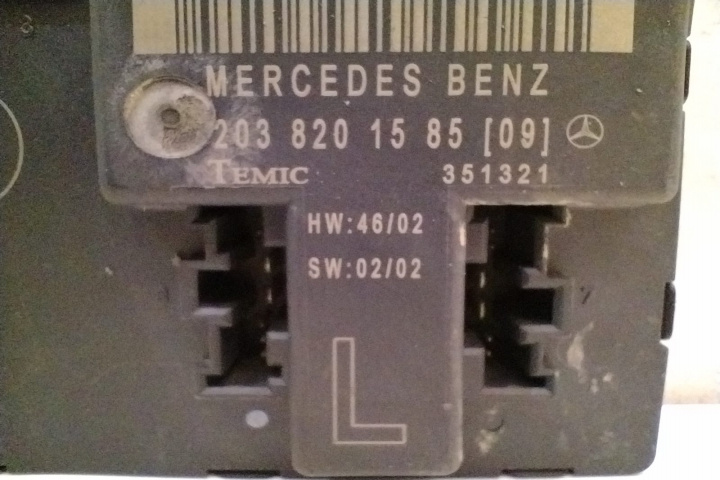 MERCEDES BENZ
203 820 15 85 [09]
TEMIC 351321
HW:46/02
SW:02/02
L